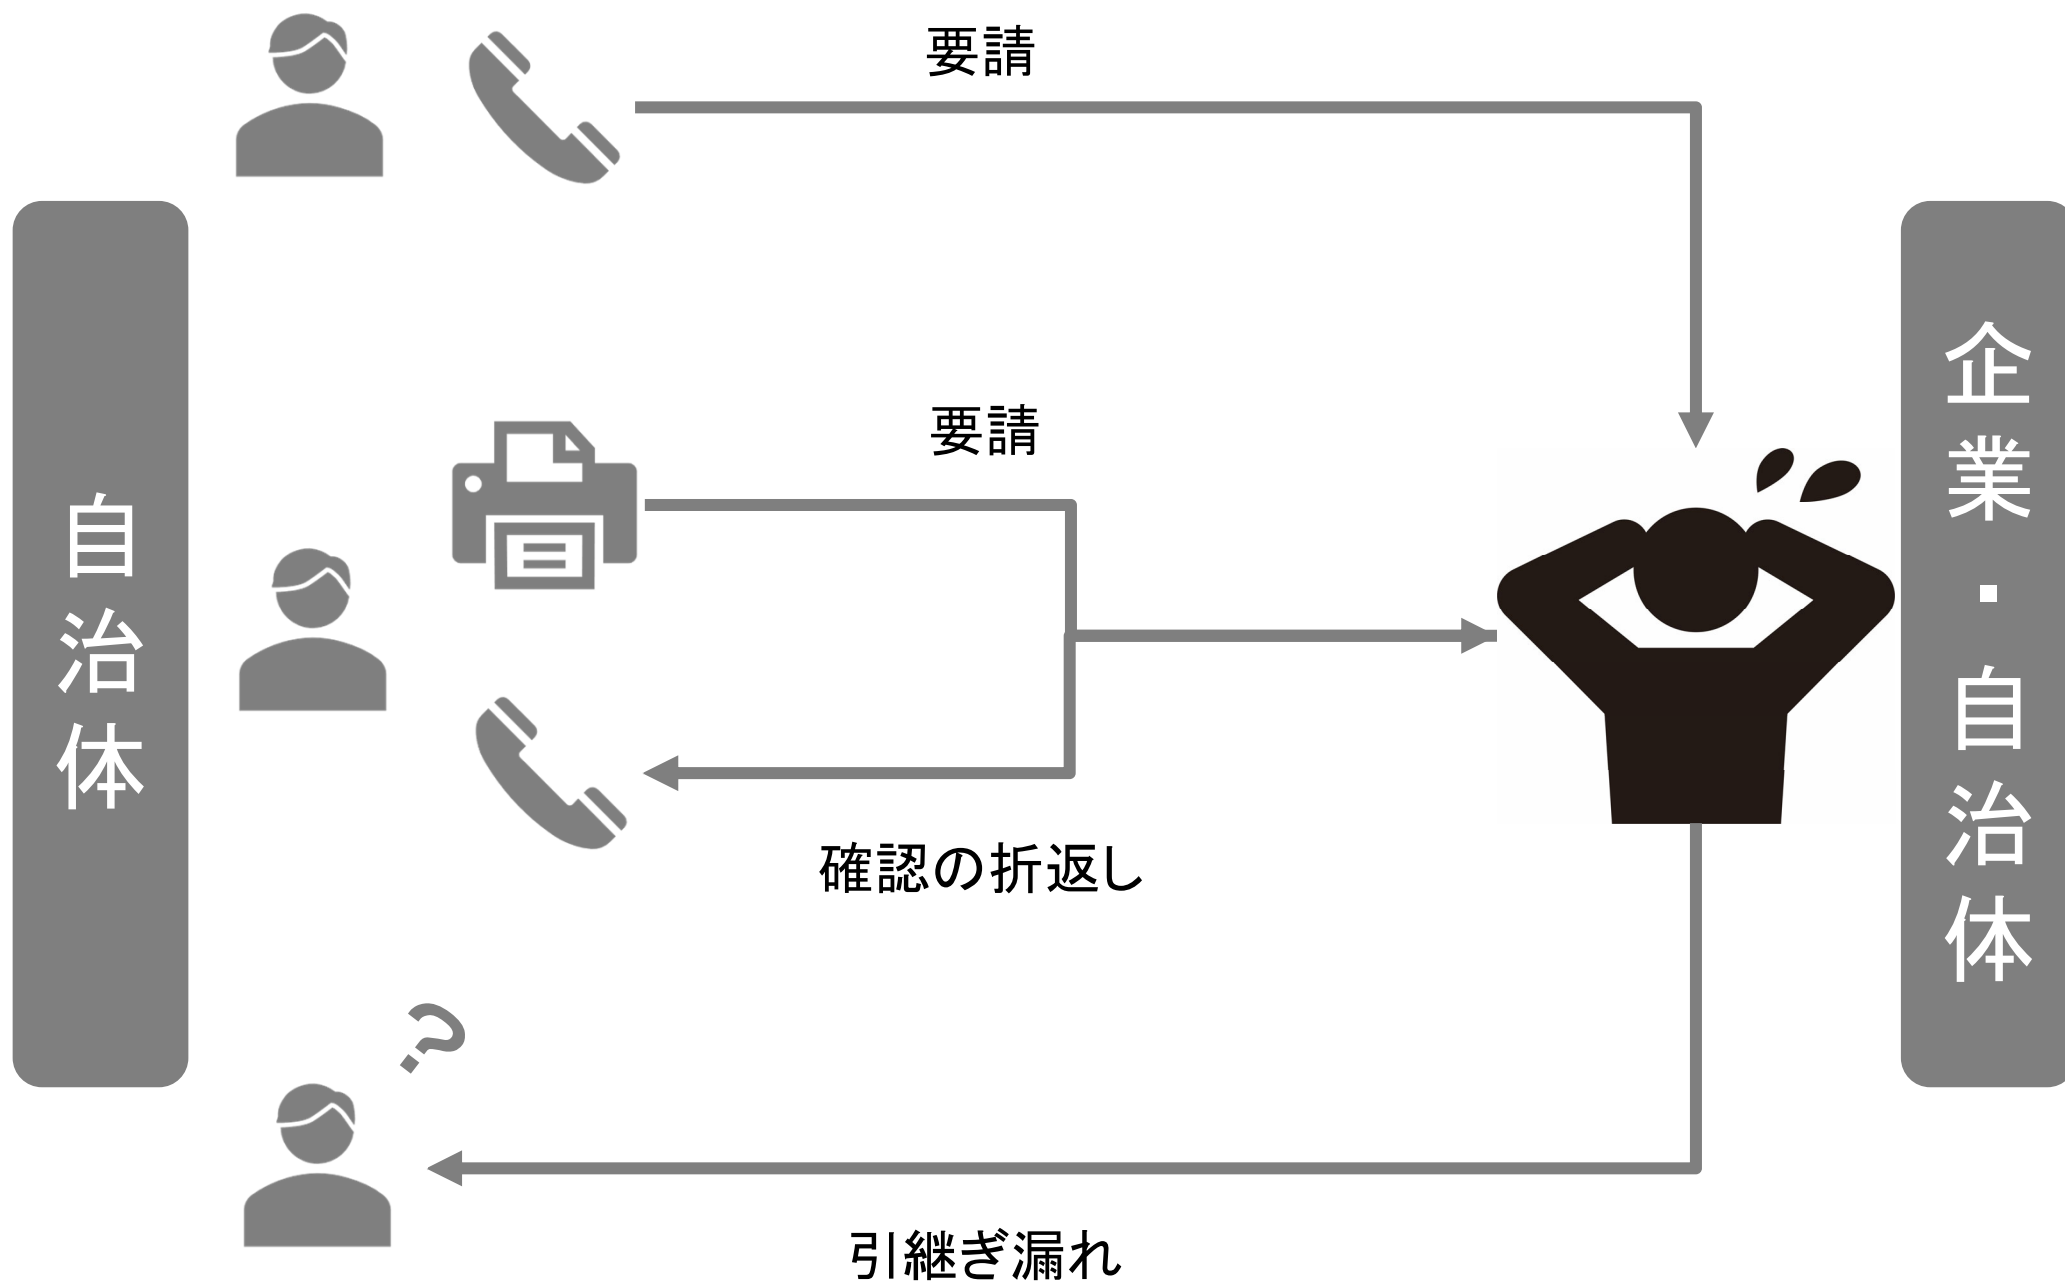 要請
自治体
要請
企業・自治体
確認の折返し
?
引継ぎ漏れ